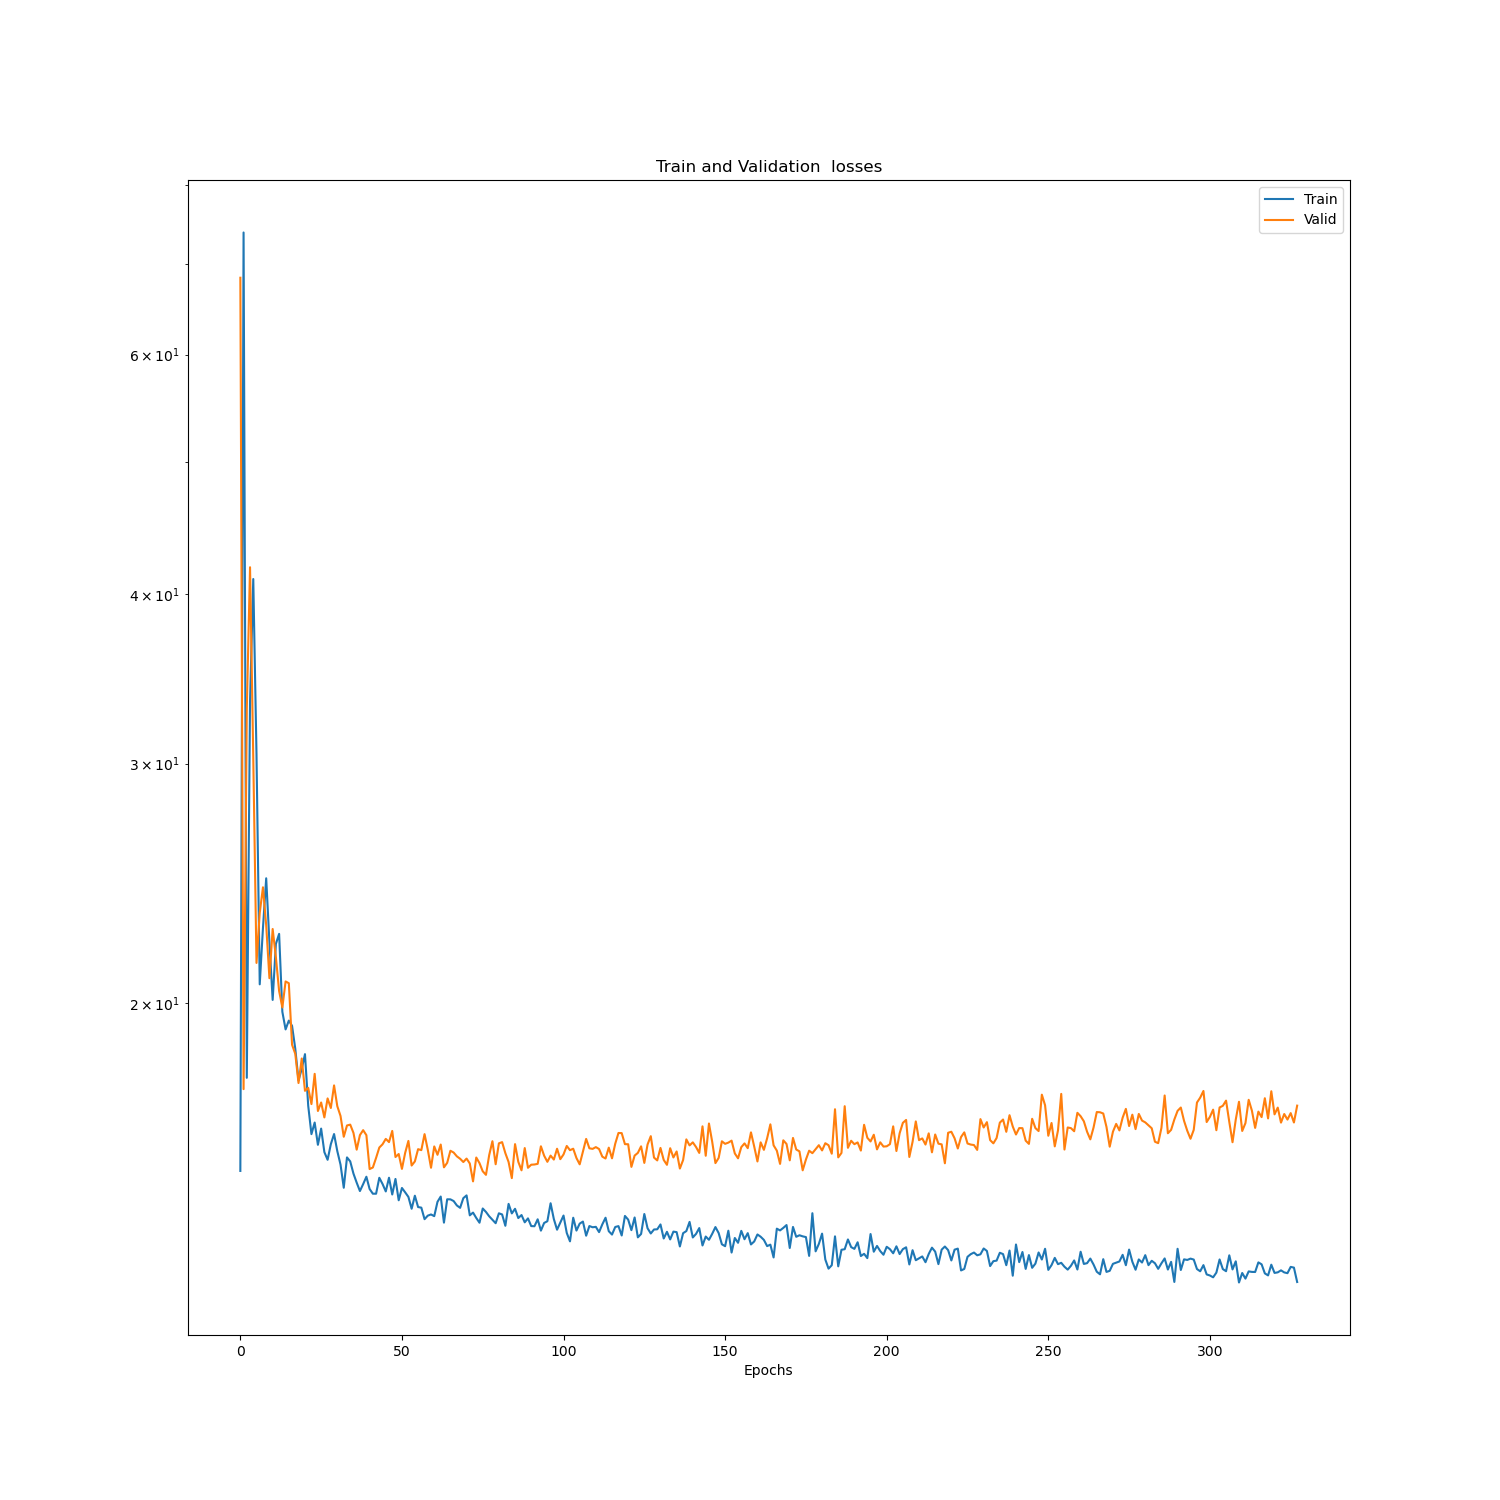 Train and Validation  losses
Train
Valid
6 × 10¹
4 × 10¹
3 × 10¹
2 × 10¹
0 50 100 150 200 250 300
Epochs